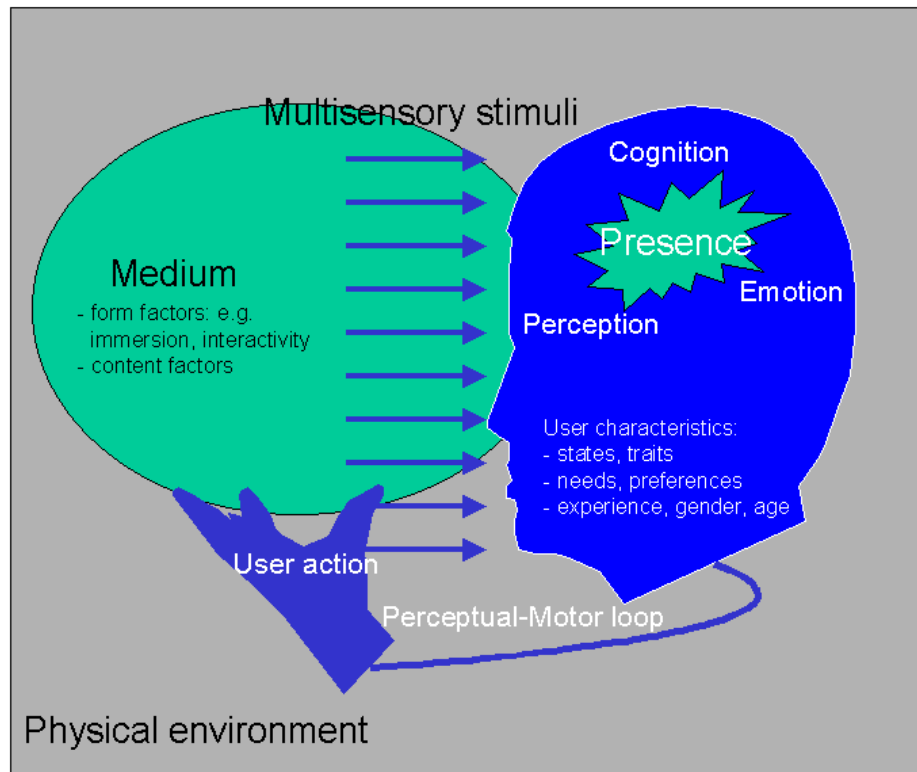 Multisensory stimuli
Cognition
Presence
Emotion
Perception
Medium
- form factors: e.g.
immersion, interactivity
- content factors
User characteristics:
- states, traits
- needs, preferences
- experience, gender, age
User action
Perceptual-Motor loop
Physical environment